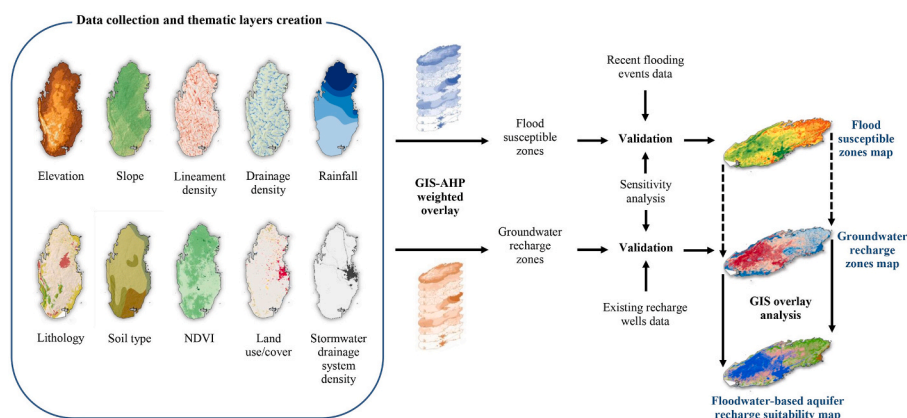 Data collection and thematic layers creation
Elevation
Slope
Lineament
density
Drainage
density
Rainfall
Lithology
Soil type
NDVI
Land
use/cover
Stormwater
drainage
system
density
GIS-AHP
weighted
overlay
Flood
susceptible
zones
Groundwater
recharge
zones
Recent flooding
events data
Validation
Sensitivity
analysis
Validation
Existing recharge
wells data
Flood
susceptible
zones map
Groundwater
recharge
zones map
GIS overlay
analysis
Floodwater-based aquifer
recharge suitability map